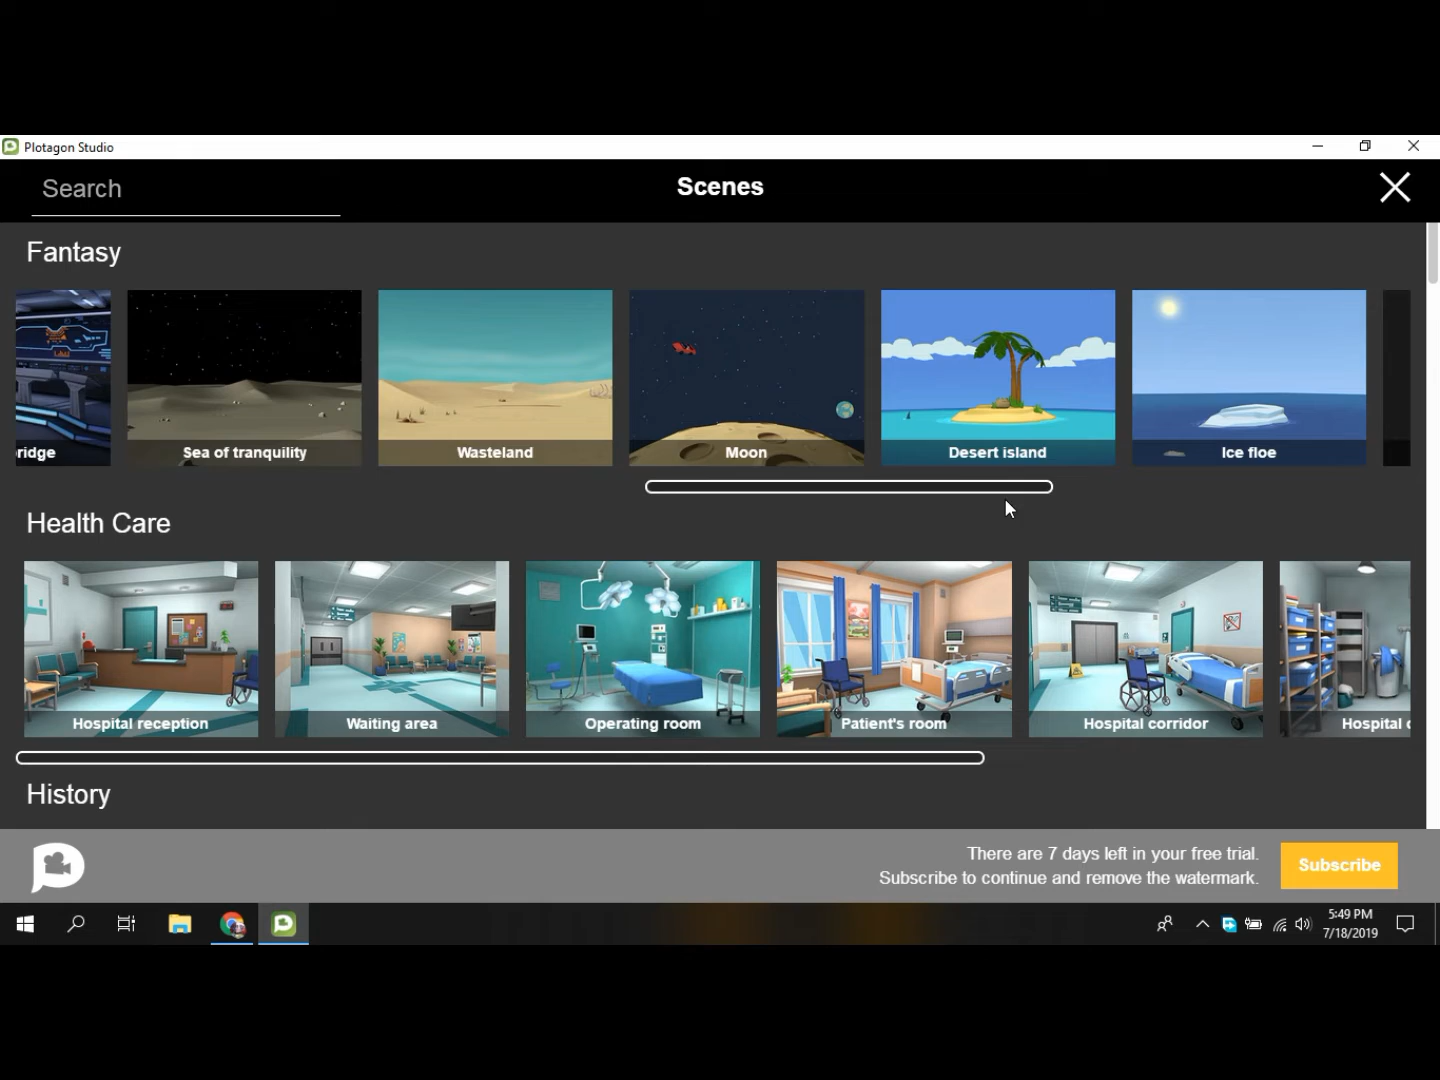 Plotagon Studio
Search
Scenes
Fantasy
ridge
Sea of tranquility
Wasteland
Moon
Desert island
Ice floe
Health Care
Hospital reception
Waiting area
Operating room
Patient's room
Hospital corridor
Hospital
History
There are 7 days left in your free trial.
Subscribe to continue and remove the watermark.
Subscribe
5:49 PM
7/18/2019